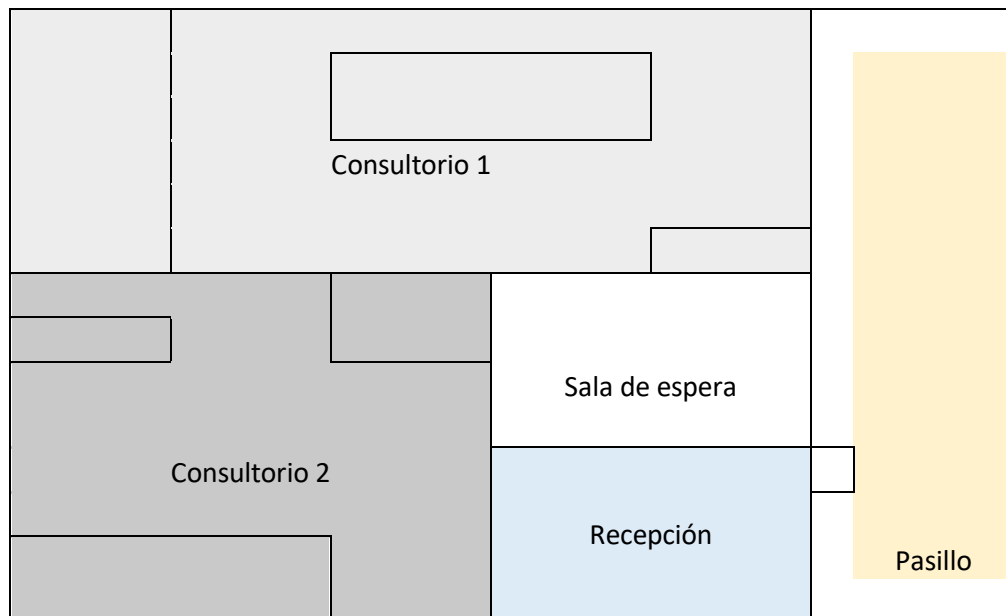 Consultorio 1
Sala de espera
Consultorio 2
Recepción
Pasillo